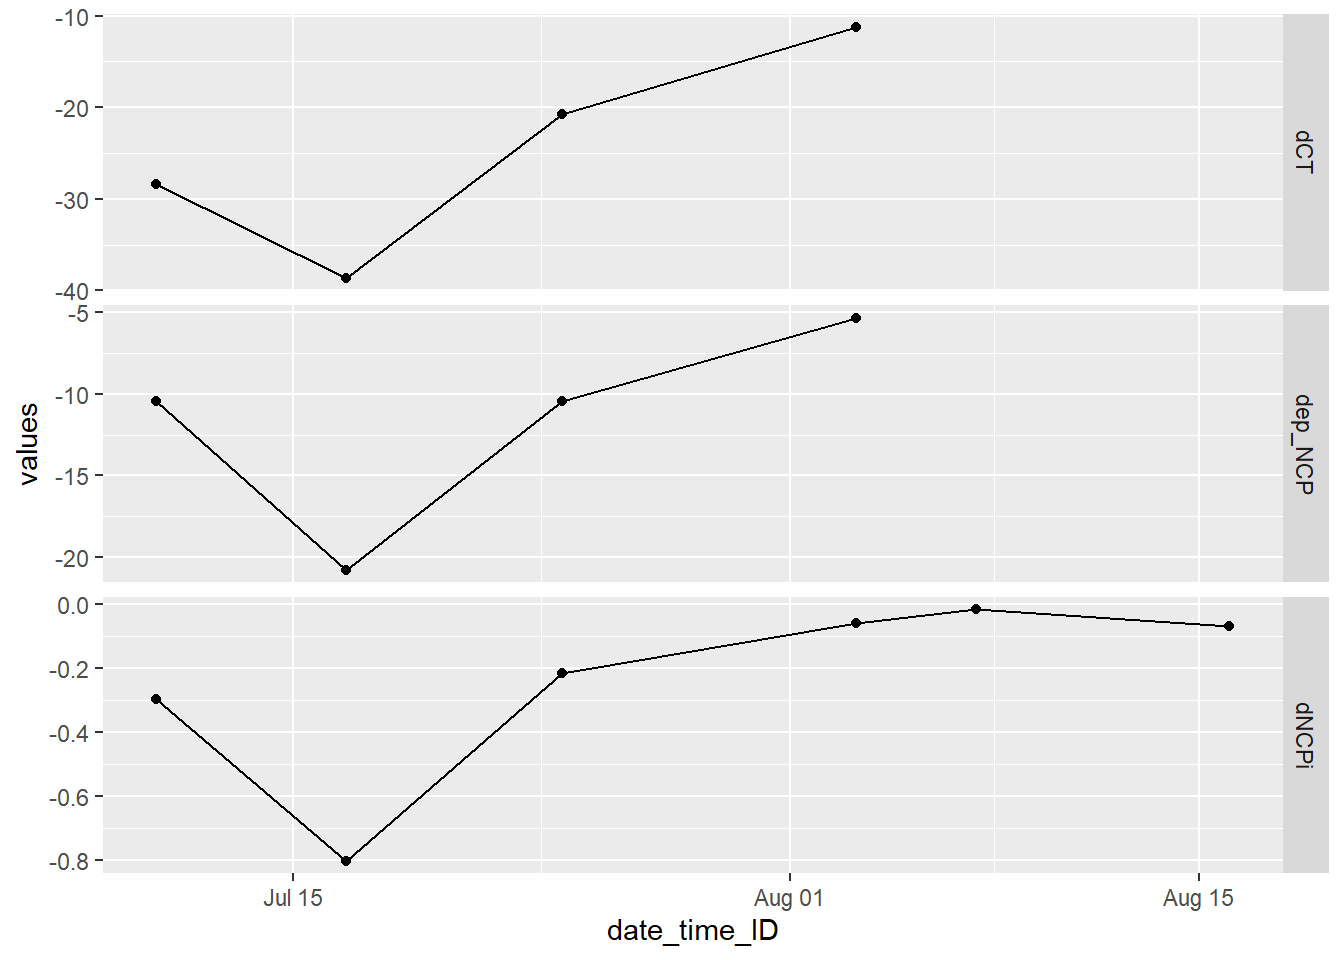 -10
-20
-30
-40
dCT
-5
-10
-15
-20
dep_NCP
0.0
-0.2
-0.4
-0.6
-0.8
dNCPi
values
Jul 15
Aug 01
Aug 15
date_time_ID